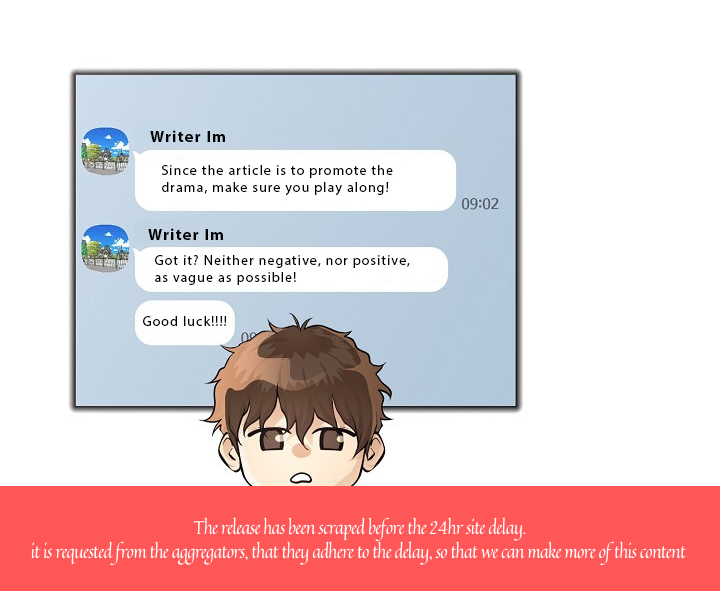 Writer Im
Since the article is to promote the
drama, make sure you play along!
09:02
Writer Im
Got it? Neither negative, nor positive,
as vague as possible!
Good luck!!!!
The release has been scraped before the 24hr site delay.
it is requested from the aggregators, that they adhere to the delay, so that we can make more of this content